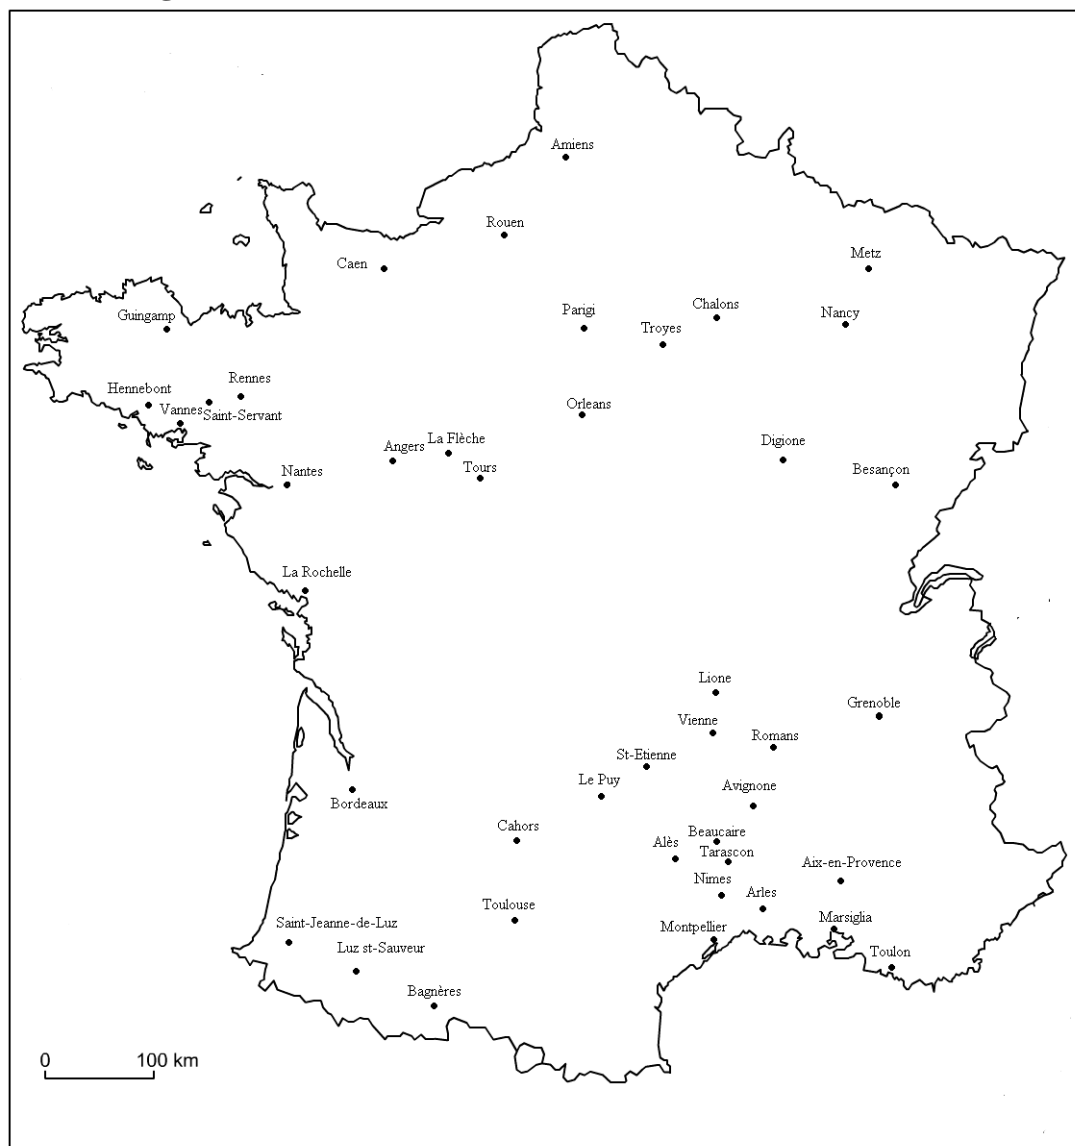 Amiens
Rouen
Caen
Metz
Chalons
Parigi
Nancy
Guingamp
Troyes
Rennes
Hennebont
Vannes
Saint-Servant
Orleans
La Flèche
Angers
Digione
Tours
Nantes
Besançon
La Rochelle
Lione
Grenoble
Vienne
Romans
St-Etienne
Le Puy
Avignone
Bordeaux
Cahors
Beaucaire
Alès
Tarascon
Aix-en-Provence
Nimes
Arles
Toulouse
Saint-Jeanne-de-Luz
Montpellier
Marsiglia
Luz st-Sauveur
Toulon
Bagnères
0 100 km